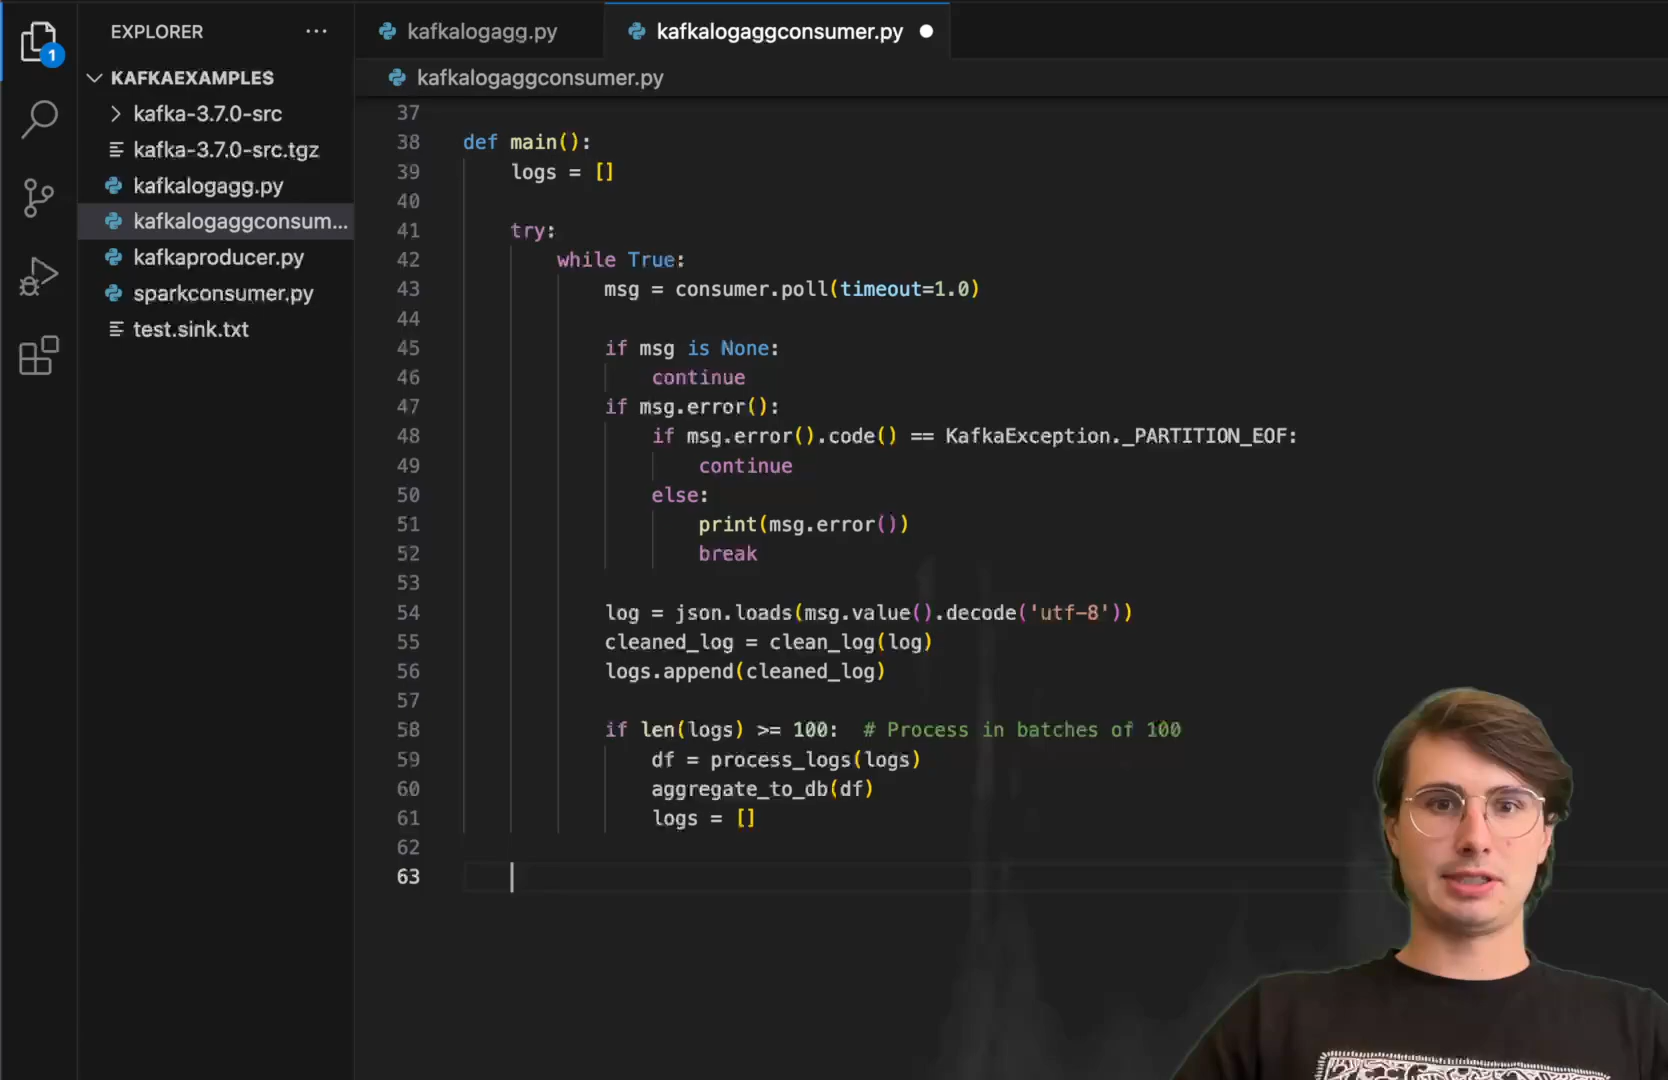 EXPLORER
1
KAFKAEXAMPLES
kafka-3.7.0-src
kafka-3.7.0-src.tgz
kafkalogagg.py
kafkalogaggconsum...
kafkaproducer.py
sparkconsumer.py
test.sink.txt
kafkalogagg.py
kafkalogaggconsumer.py
kafkalogaggconsumer.py
37
38 def main():
39 logs = []
40
41 try:
42 while True:
43 msg = consumer.poll(timeout=1.0)
44
45 if msg is None:
46 continue
47 if msg.error():
48 if msg.error().code() == KafkaException._PARTITION_EOF:
49 continue
50 else:
51 print(msg.error())
52 break
53
54 log = json.loads(msg.value().decode('utf-8'))
55 cleaned_log = clean_log(log)
56 logs.append(cleaned_log)
57
58 if len(logs) >= 100: # Process in batches of 100
59 df = process_logs(logs)
60 aggregate_to_db(df)
61 logs = []
62
63